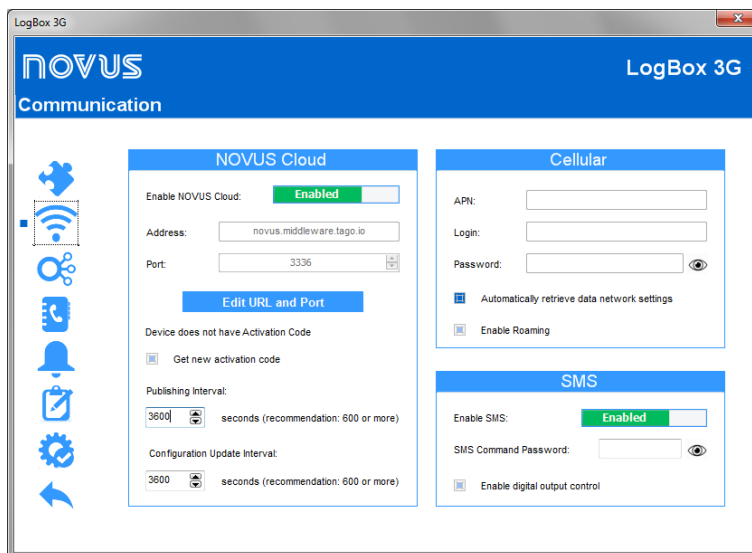 LogBox 3G
NOVUS
LogBox 3G
Communication
NOVUS Cloud
Enable NOVUS Cloud: Enabled
Address: novus.middleware.tago.io
Port: 3336
Edit URL and Port
Device does not have Activation Code
Get new activation code
Publishing Interval:
3600 seconds (recommendation: 600 or more)
Configuration Update Interval:
3600 seconds (recommendation: 600 or more)
Cellular
APN:
Login:
Password:
Automatically retrieve data network settings
Enable Roaming
SMS
Enable SMS: Enabled
SMS Command Password:
Enable digital output control